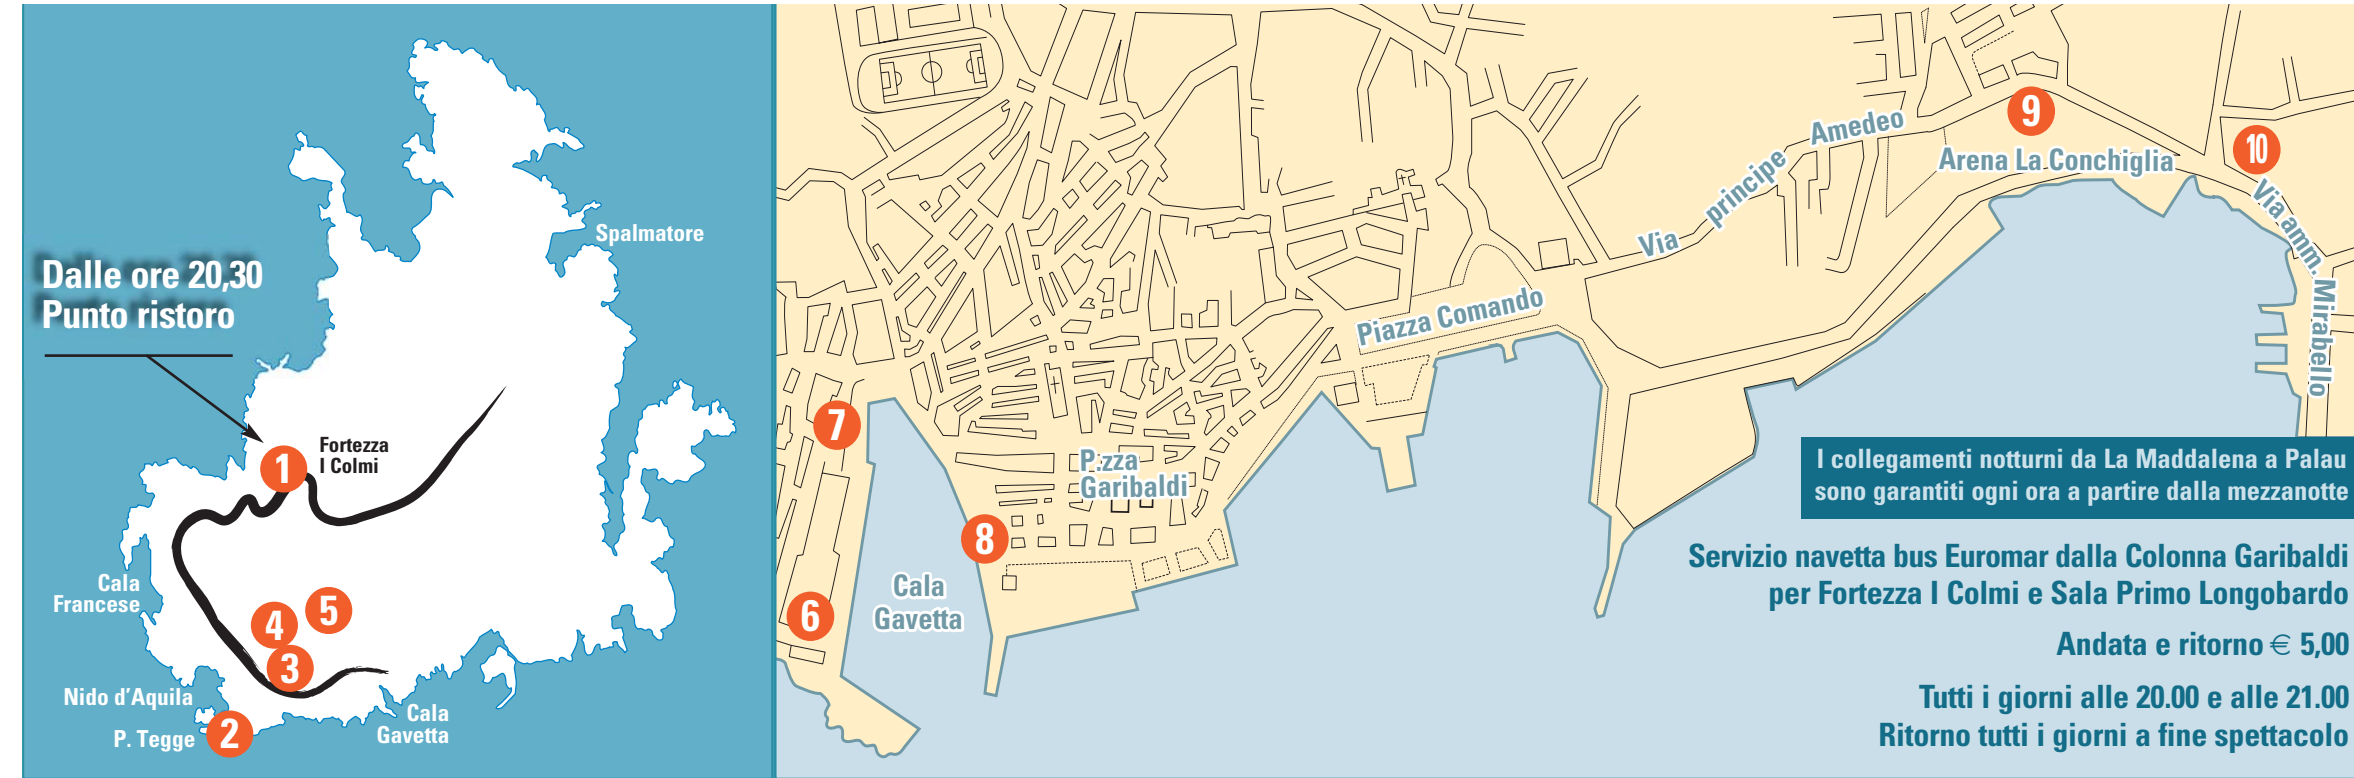 Dalle ore 20,30
Punto ristoro
Spalmatore
Fortezza
I Colmi
1
Cala
Francese
4
5
3
Nido d'Aquila
P. Tegge
2
Cala
Gavetta
7
6
8
Cala
Gavetta
P.zza
Garibaldi
Piazza Comando
Via principe Amedeo
9
Arena La Conchiglia
10
Via amm. Mirabello
I collegamenti notturni da La Maddalena a Palau
sono garantiti ogni ora a partire dalla mezzanotte
Servizio navetta bus Euromar dalla Colonna Garibaldi
per Fortezza I Colmi e Sala Primo Longobardo
Andata e ritorno € 5,00
Tutti i giorni alle 20.00 e alle 21.00
Ritorno tutti i giorni a fine spettacolo